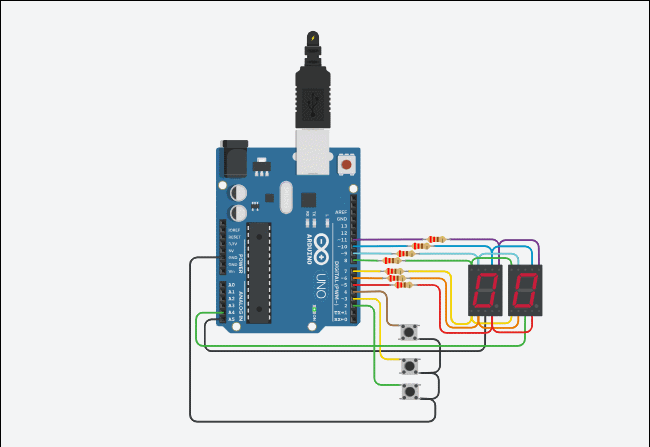 AREF
GND
13
12
~11
~10
~9
8
7
~6
~5
4
~3
2
TX→1
RX←0
DIGITAL (PWM~)
IOREF
RESET
3.3V
5V
GND
GND
Vin
POWER
A0
A1
A2
A3
A4
A5
ANALOG IN
ARDUINO
UNO
L
TX
RX
ON